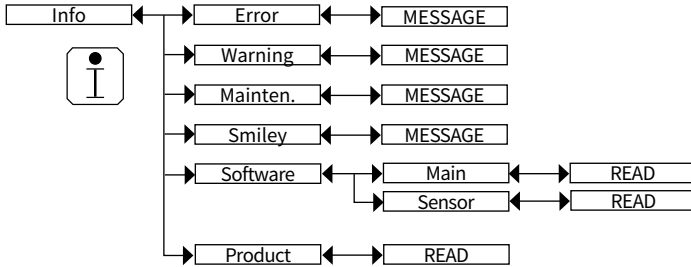 Info Error MESSAGE
Warning MESSAGE
Mainten. MESSAGE
Smiley MESSAGE
Software Main READ
Sensor READ
Product READ